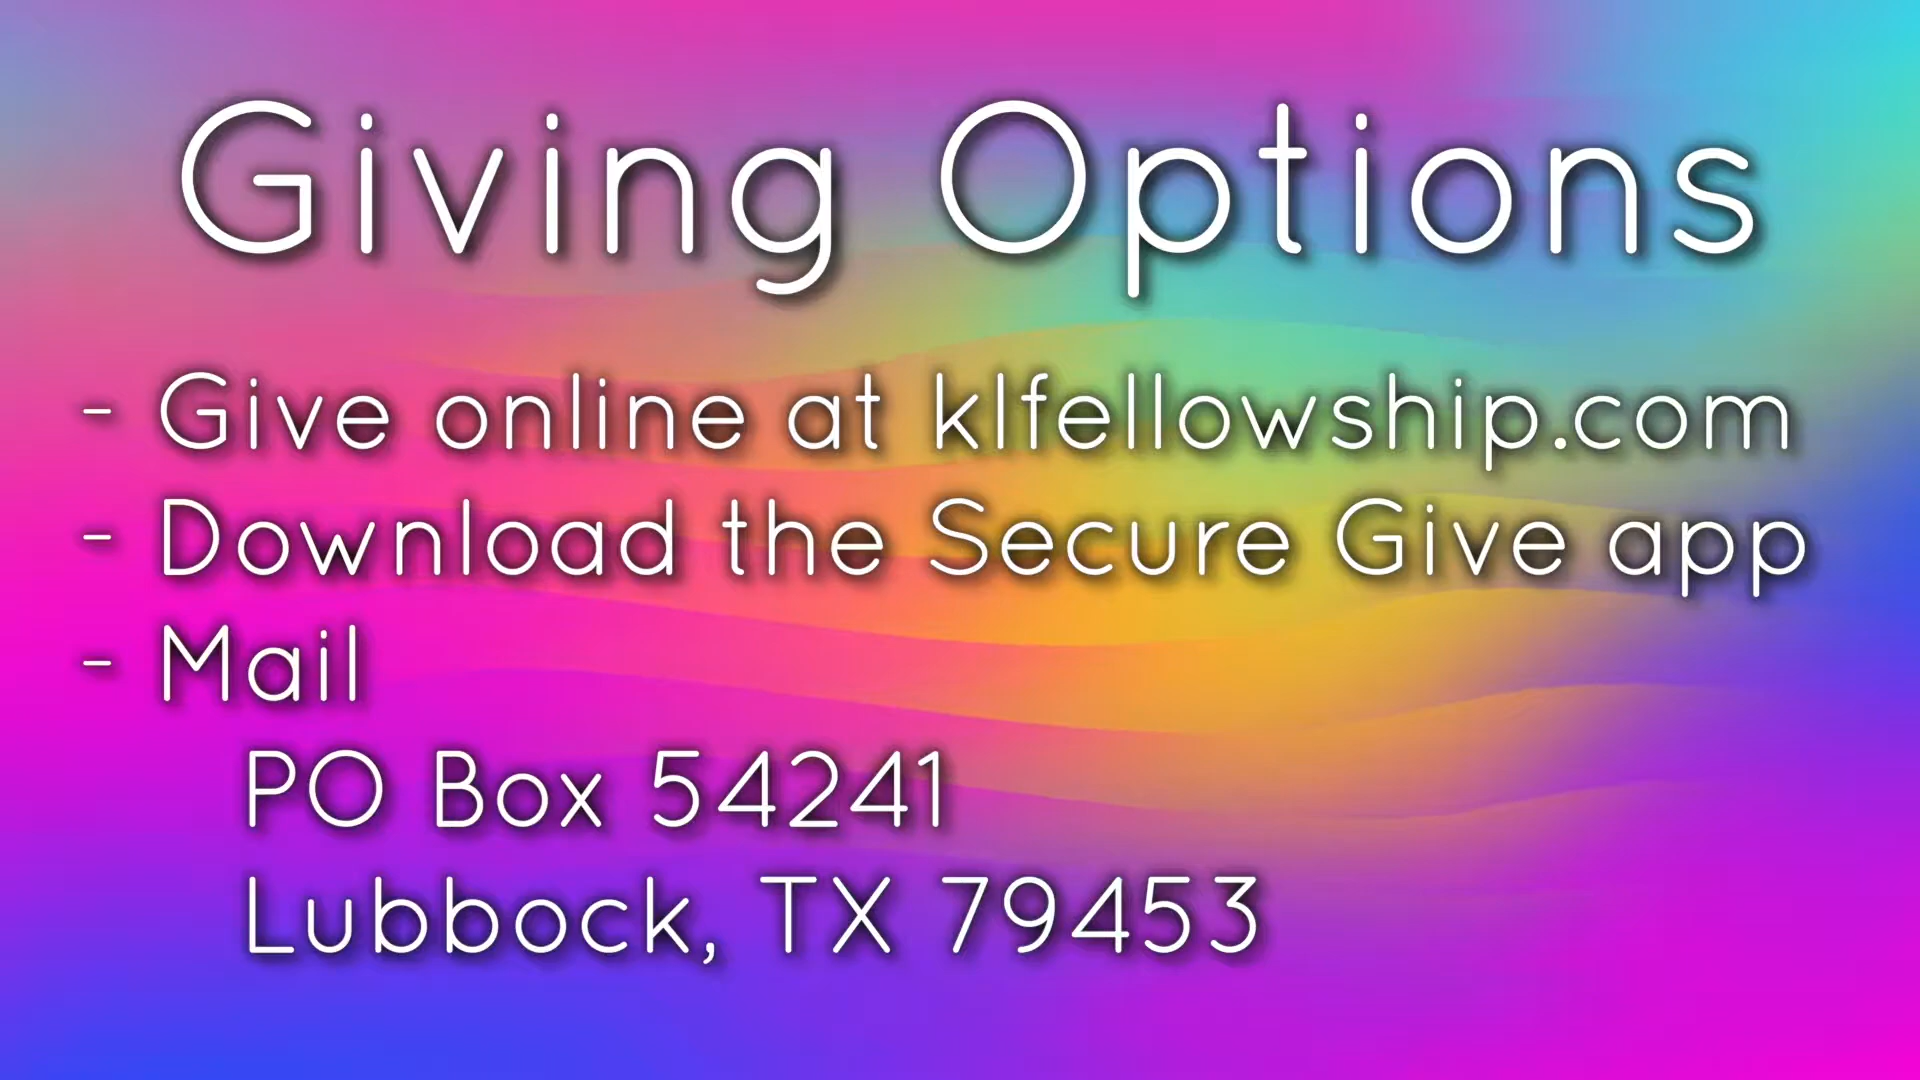 Giving Options
- Give online at klfellowship.com
- Download the Secure Give app
- Mail
PO Box 54241
Lubbock, TX 79453